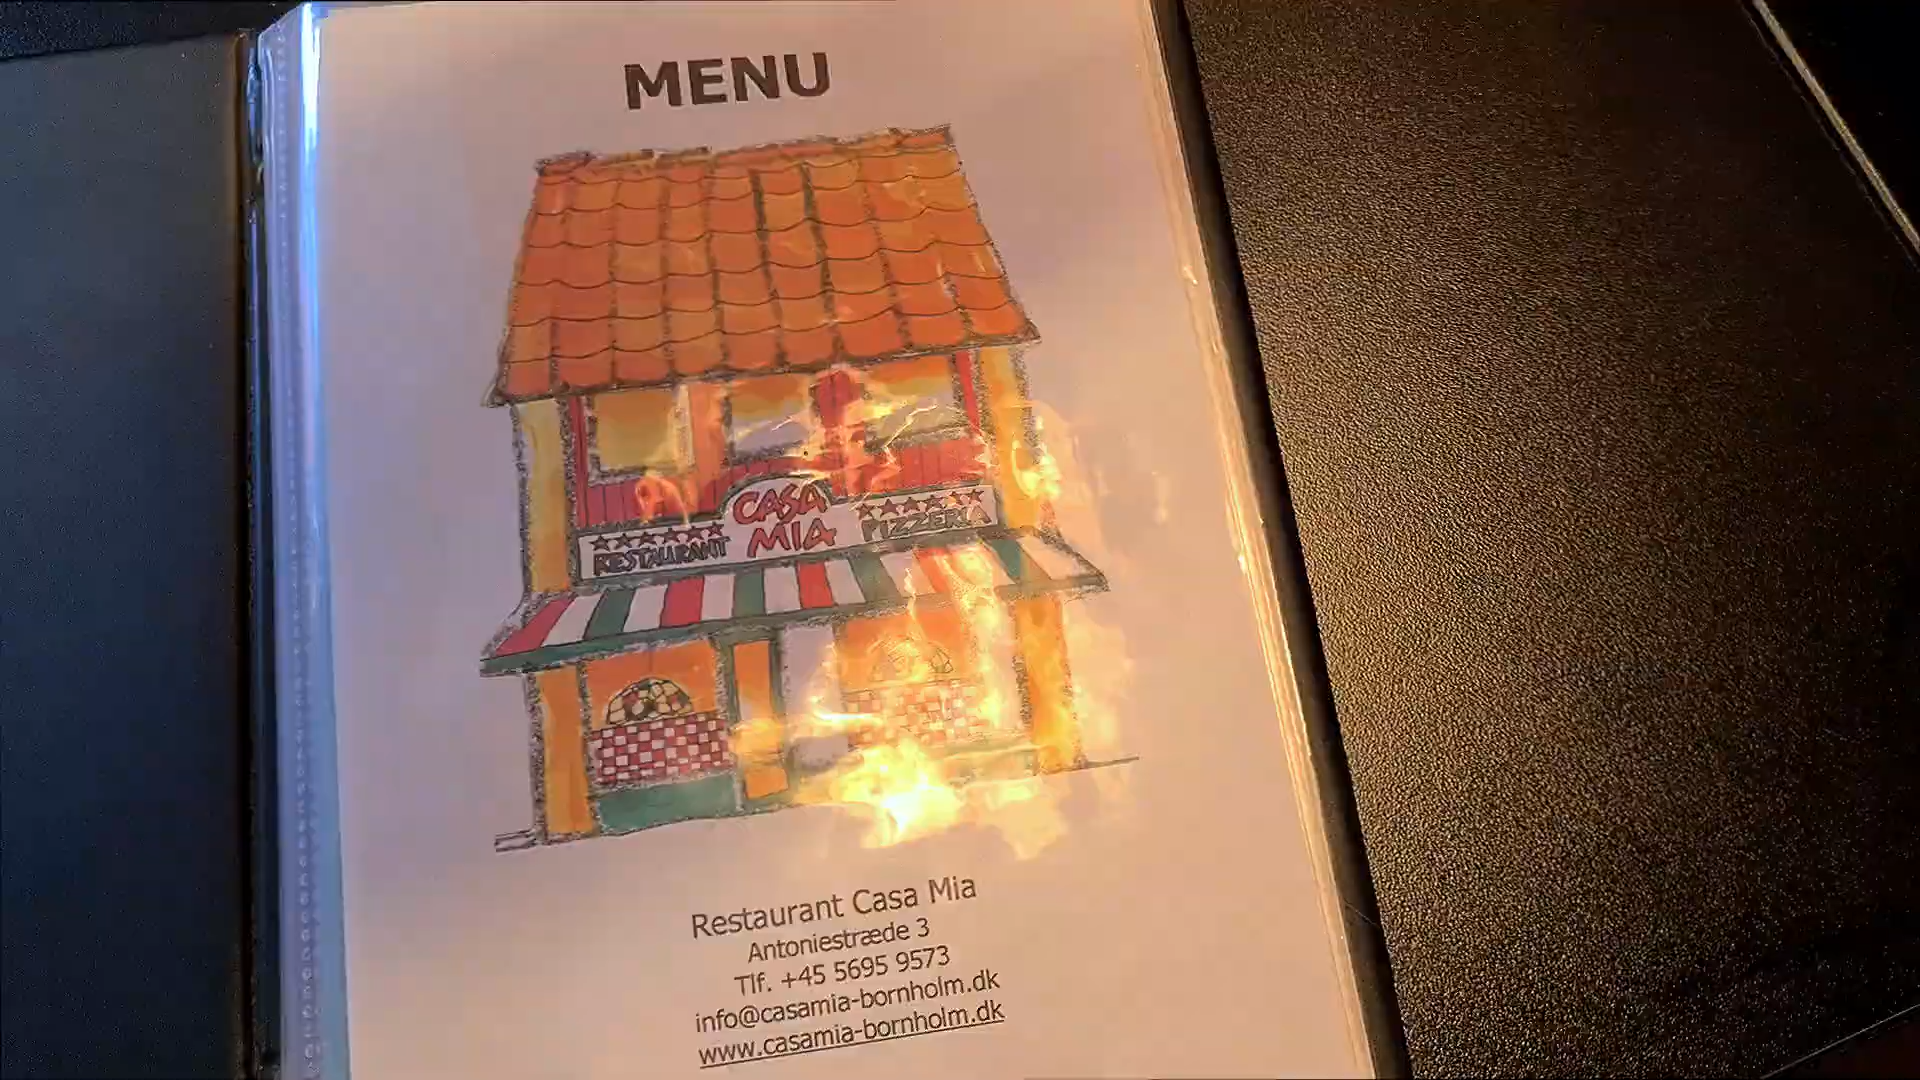 MENU
CASA
MIA
★★★★★★
RESTAURANT
★★★★★★
PIZZERIA
Restaurant Casa Mia
Antoniestræde 3
Tlf. +45 5695 9573
info@casamia-bornholm.dk
www.casamia-bornholm.dk